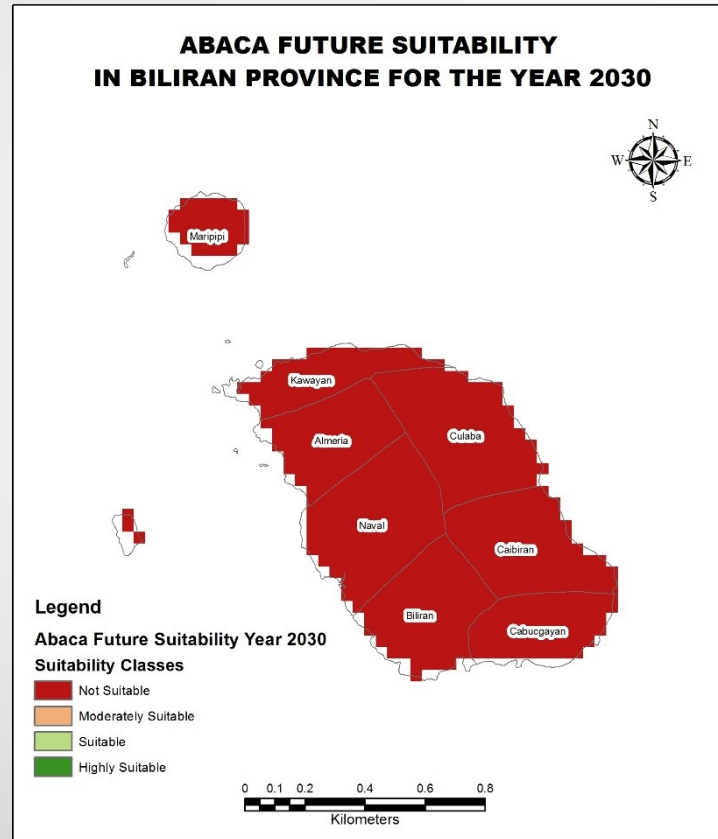 ABACA FUTURE SUITABILITY
IN BILIRAN PROVINCE FOR THE YEAR 2030
N
W E
S
Maripipi
Kawayan
Almeria
Culaba
Naval
Caibiran
Biliran
Cabucgayan
Legend
Abaca Future Suitability Year 2030
Suitability Classes
Not Suitable
Moderately Suitable
Suitable
Highly Suitable
0 0.1 0.2 0.4 0.6 0.8
Kilometers